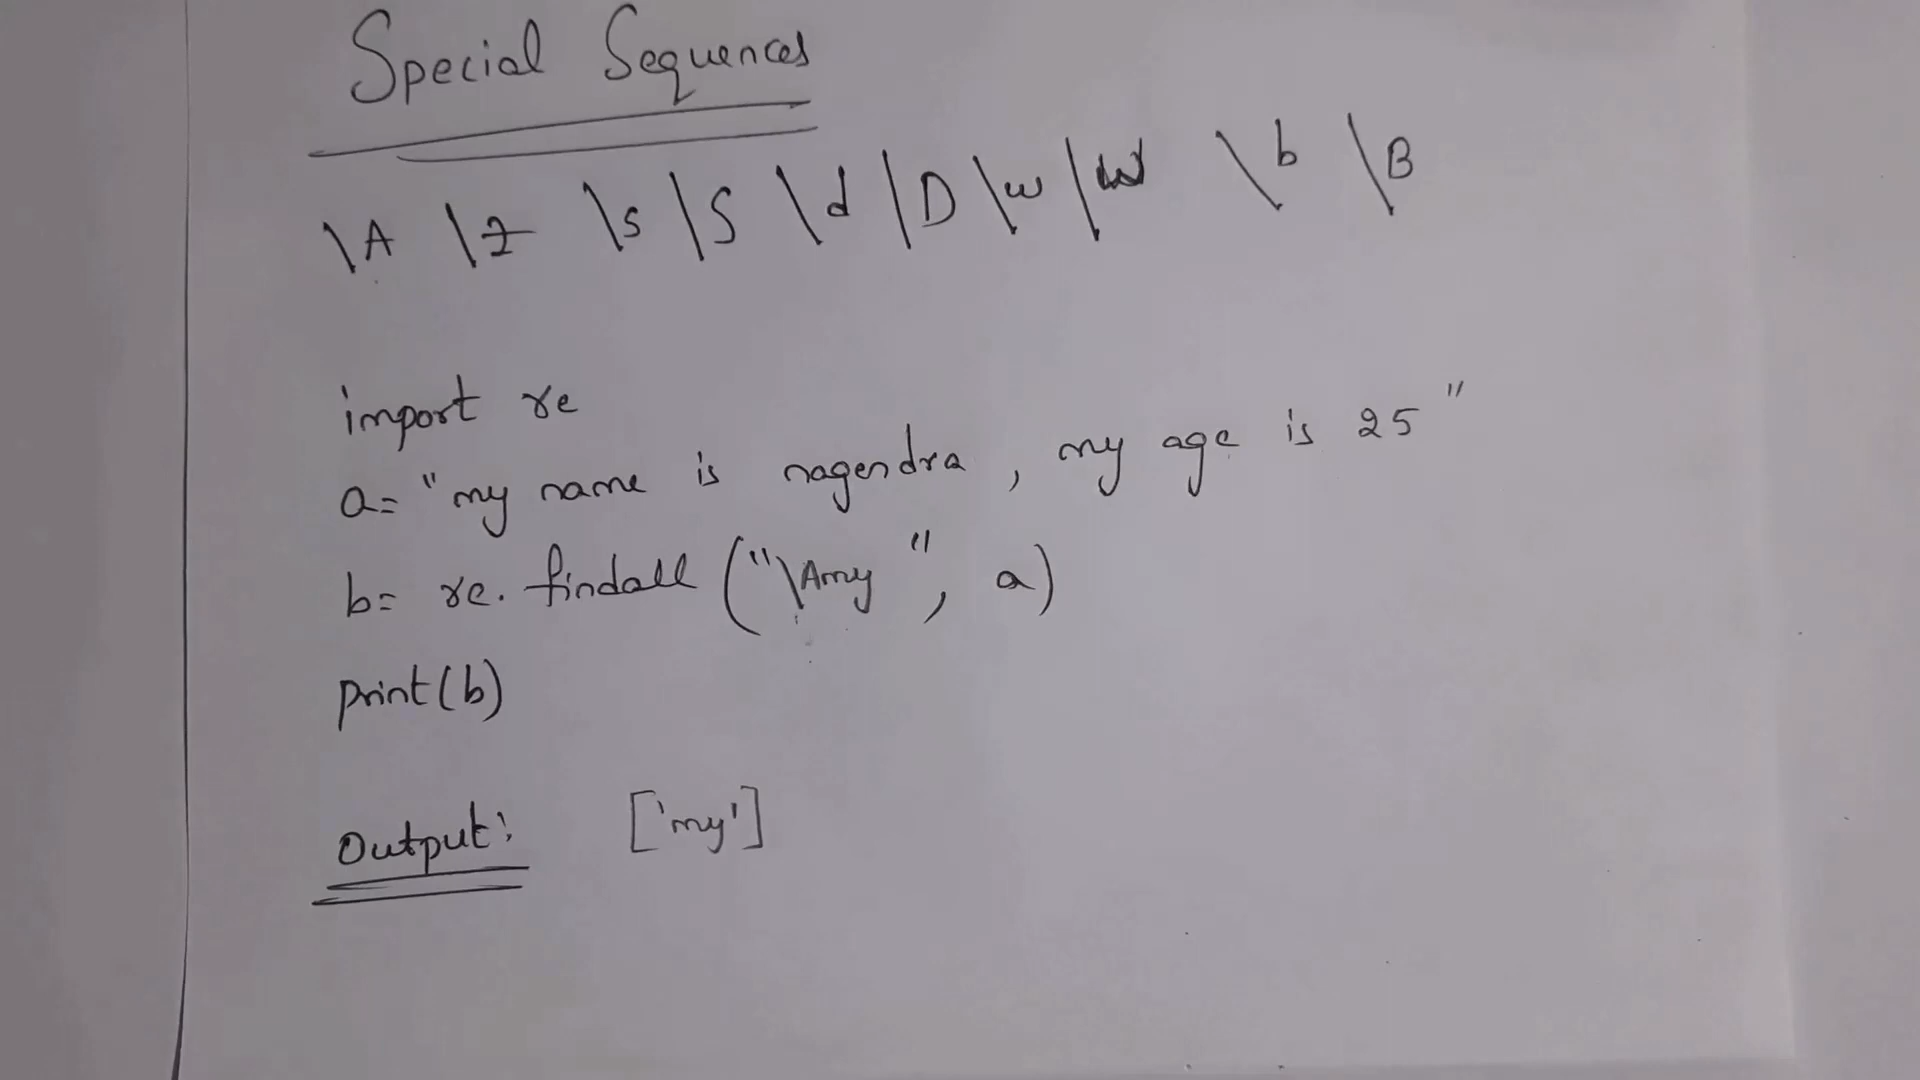 Special Sequences
\A \Z \s \S \d \D \w \W \b \B
import re
a= "my name is nagendra, my age is 25"
b= re.findall("\Amy", a)
print(b)
Output: ['my']